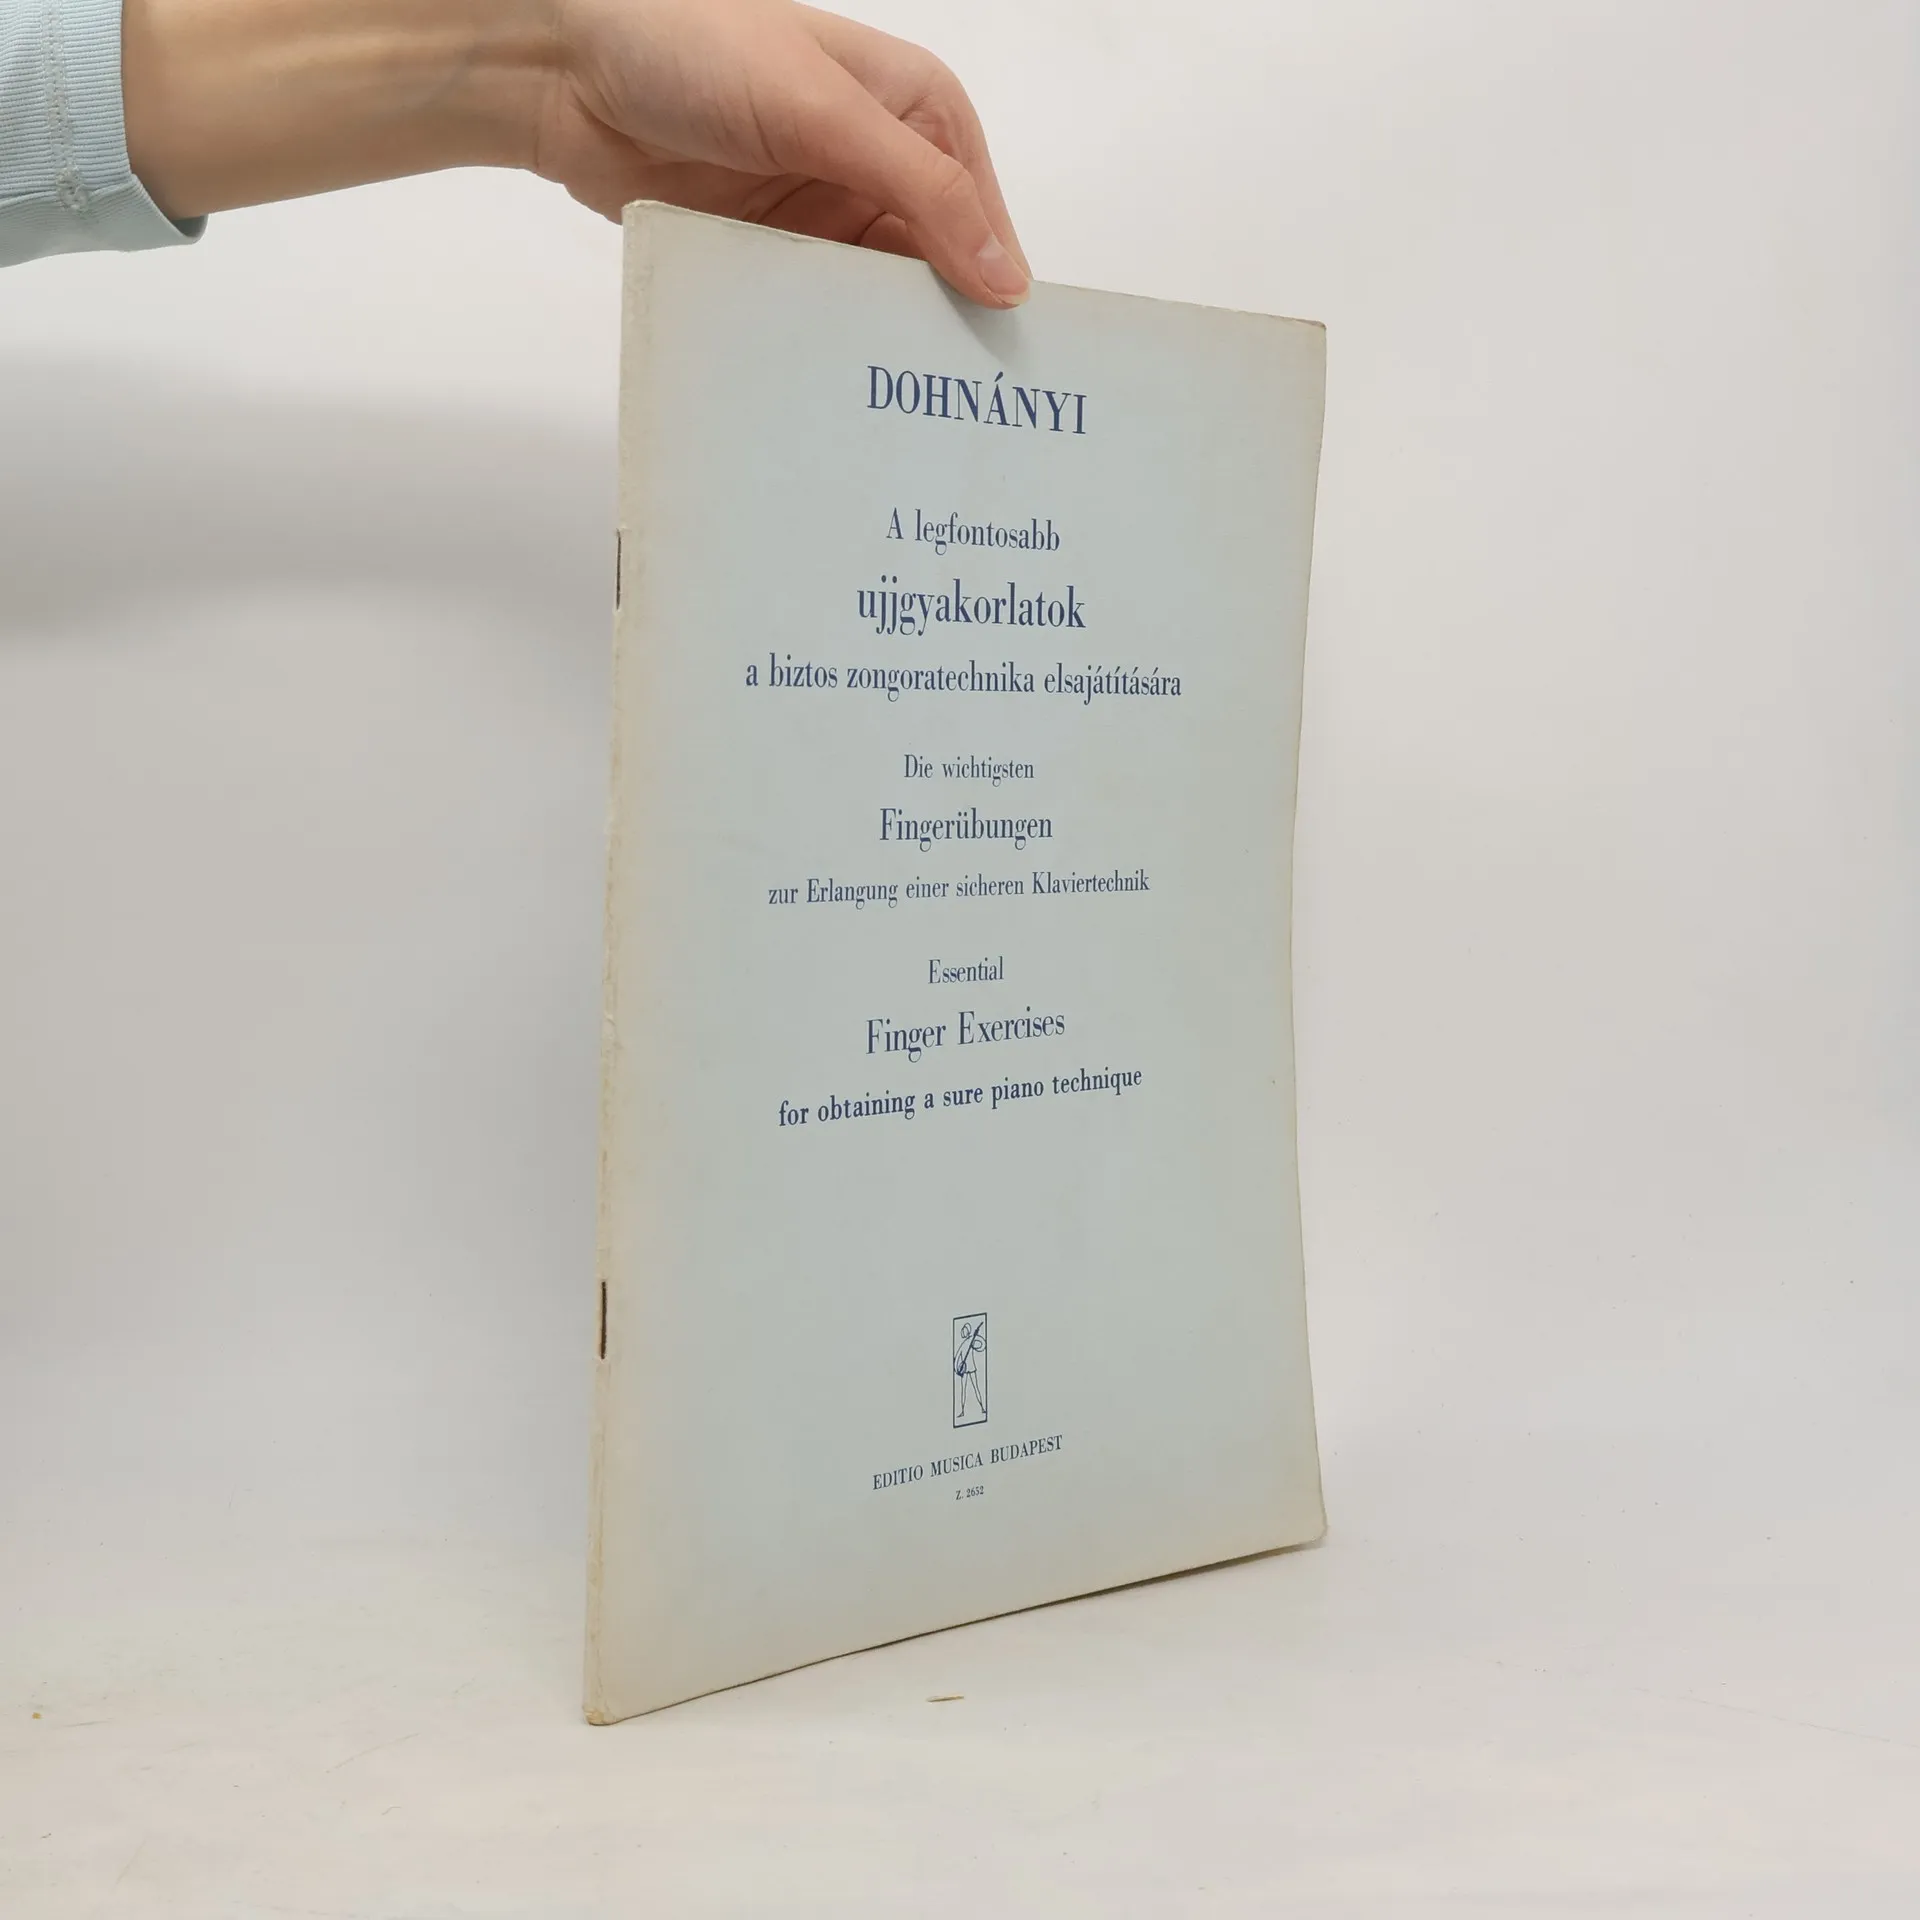 DOHNÁNYI
A legfontosabb
ujjgyakorlatok
a biztos zongoratechnika elsajátítására
Die wichtigsten
Fingerübungen
zur Erlangung einer sicheren Klaviertechnik
Essential
Finger Exercises
for obtaining a sure piano technique
EDITIO MUSICA BUDAPEST
Z. 2652